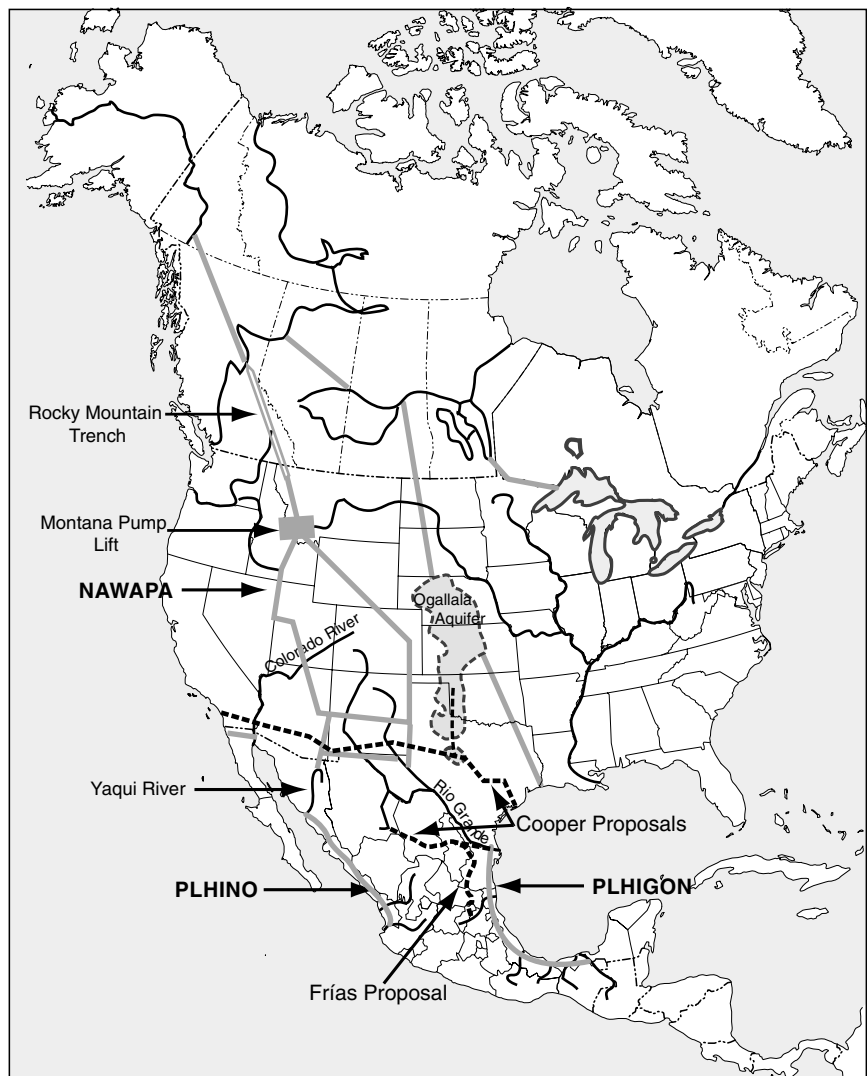 Rocky Mountain
Trench
Montana Pump
Lift
NAWAPA
Ogallala
Aquifer
Colorado River
Yaqui River
Rio Grande
Cooper Proposals
PLHINO
PLHIGON
Frías Proposal